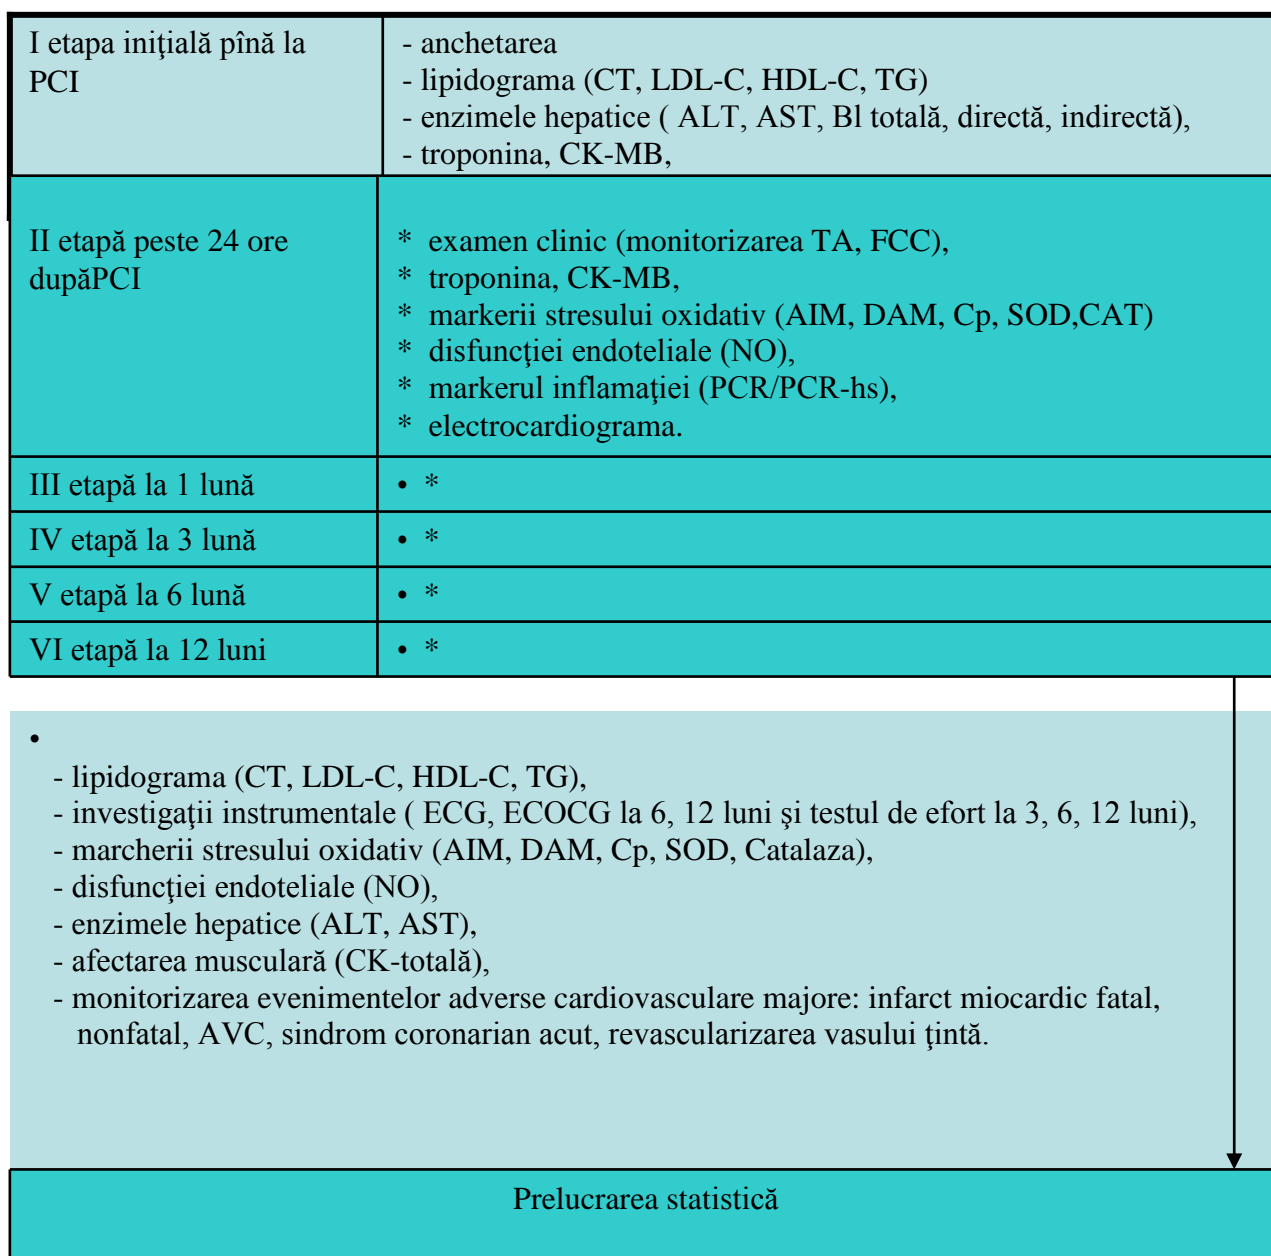 I etapa iniţială pînă la
PCI
- anchetarea
- lipidograma (CT, LDL-C, HDL-C, TG)
- enzimele hepatice ( ALT, AST, Bl totală, directă, indirectă),
- troponina, CK-MB,
II etapă peste 24 ore
dupăPCI
* examen clinic (monitorizarea TA, FCC),
* troponina, CK-MB,
* markerii stresului oxidativ (AIM, DAM, Cp, SOD,CAT)
* disfuncţiei endoteliale (NO),
* markerul inflamaţiei (PCR/PCR-hs),
* electrocardiograma.
III etapă la 1 lună
• *
IV etapă la 3 lună
• *
V etapă la 6 lună
• *
VI etapă la 12 luni
• *
•
- lipidograma (CT, LDL-C, HDL-C, TG),
- investigaţii instrumentale ( ECG, ECOCG la 6, 12 luni şi testul de efort la 3, 6, 12 luni),
- marcherii stresului oxidativ (AIM, DAM, Cp, SOD, Catalaza),
- disfuncţiei endoteliale (NO),
- enzimele hepatice (ALT, AST),
- afectarea musculară (CK-totală),
- monitorizarea evenimentelor adverse cardiovasculare majore: infarct miocardic fatal,
nonfatal, AVC, sindrom coronarian acut, revascularizarea vasului ţintă.
Prelucrarea statistică